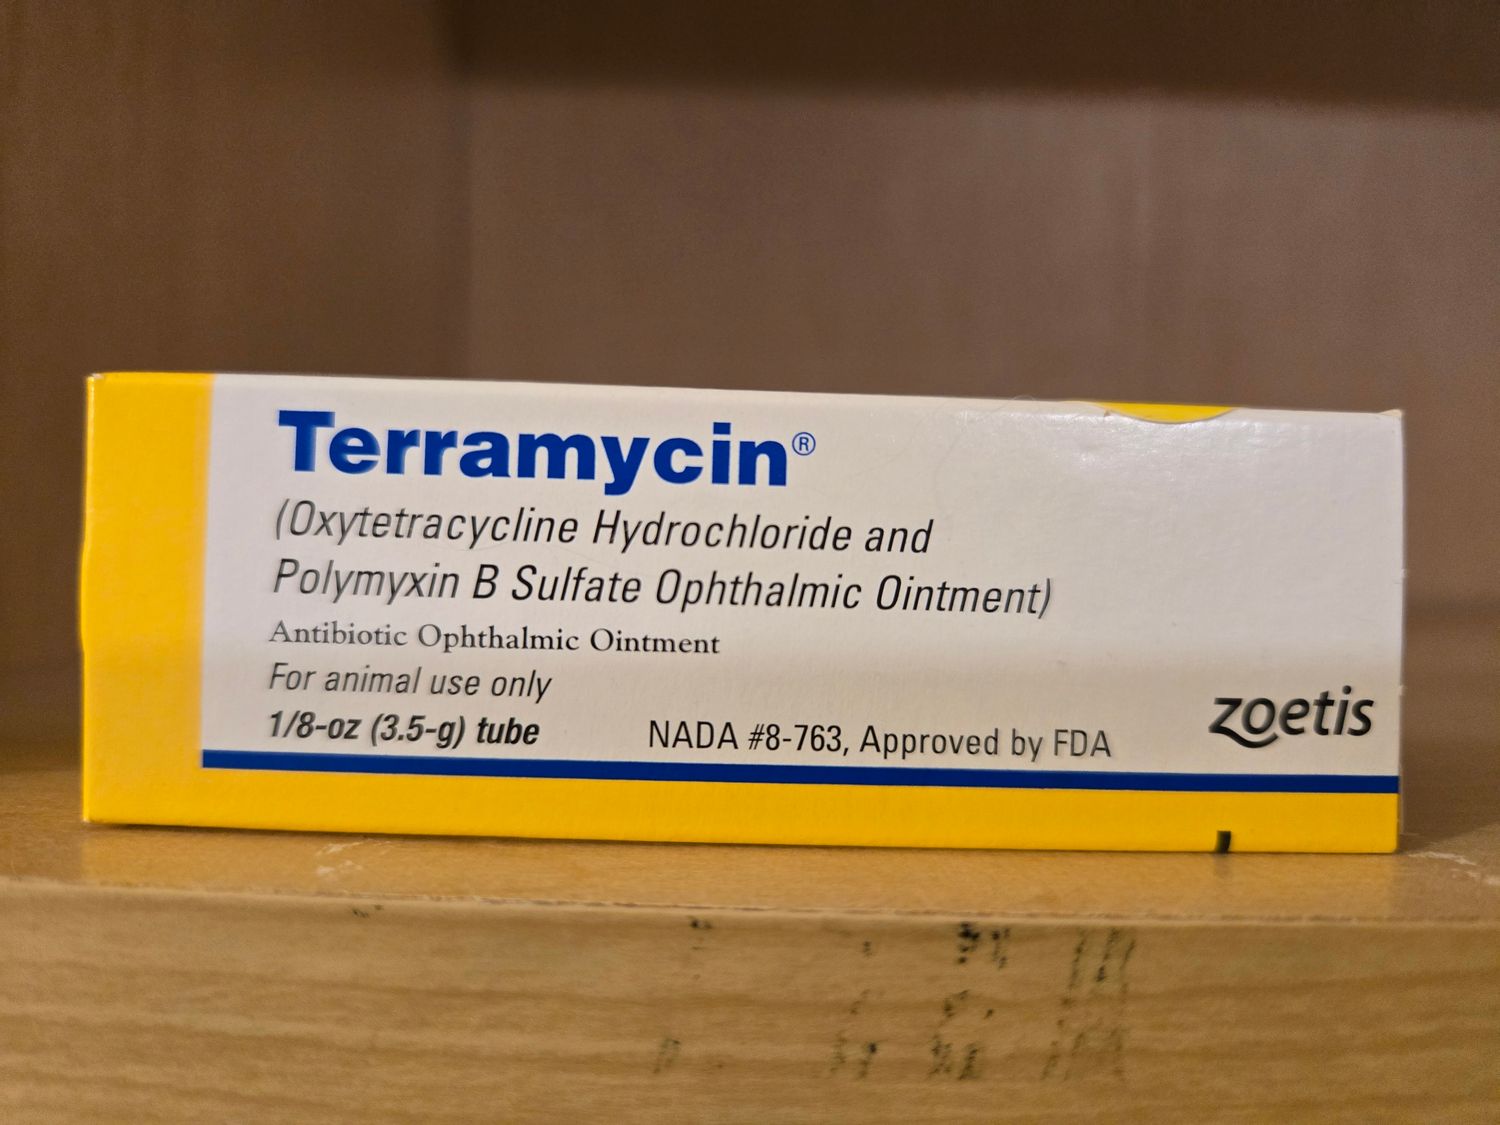 Terramycin®
(Oxytetracycline Hydrochloride and
Polymyxin B Sulfate Ophthalmic Ointment)
Antibiotic Ophthalmic Ointment
For animal use only
1/8-oz (3.5-g) tube
NADA #8-763, Approved by FDA
zoetis